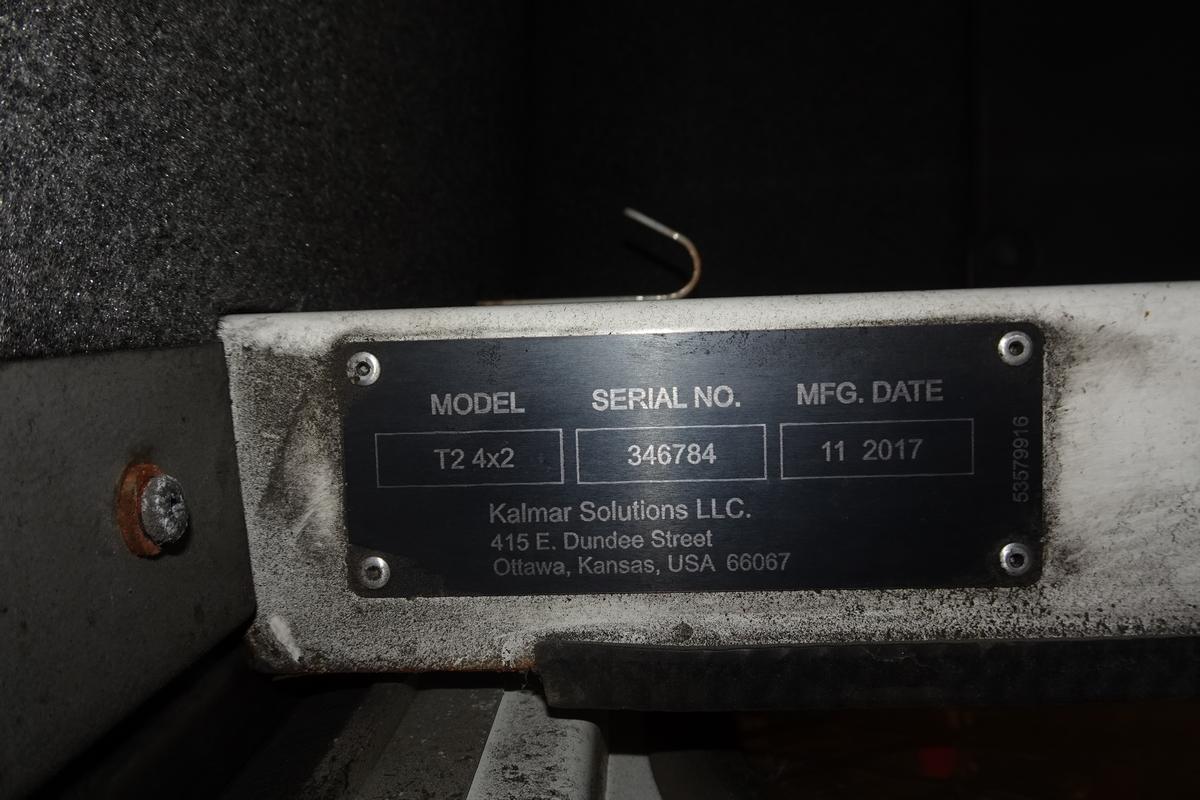 MODEL SERIAL NO. MFG. DATE
T2 4x2 346784 11 2017
Kalmar Solutions LLC.
415 E. Dundee Street
Ottawa, Kansas, USA 66067
53579916